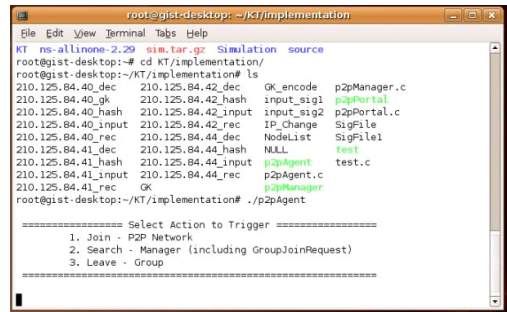 root@gist-desktop: ~/KT/implementation
File Edit View Terminal Tabs Help
KT ns-allinone-2.29 sim.tar.gz Simulation source
root@gist-desktop:~# cd KT/implementation/
root@gist-desktop:~/KT/implementation# ls
210.125.84.40_dec 210.125.84.42_dec GK_encode p2pManager.c
210.125.84.40_gk 210.125.84.42_hash input_sig1 p2pPortal
210.125.84.40_hash 210.125.84.42_input input_sig2 p2pPortal.c
210.125.84.40_input 210.125.84.42_rec IP_Change SigFile
210.125.84.40_rec 210.125.84.44_dec NodeList SigFile1
210.125.84.41_dec 210.125.84.44_hash NULL test
210.125.84.41_hash 210.125.84.44_input p2pAgent test.c
210.125.84.41_input 210.125.84.44_rec p2pAgent.c
210.125.84.41_rec GK p2pManager
root@gist-desktop:~/KT/implementation# ./p2pAgent
================= Select Action to Trigger =================
1. Join - P2P Network
2. Search - Manager (including GroupJoinRequest)
3. Leave - Group
============================================================